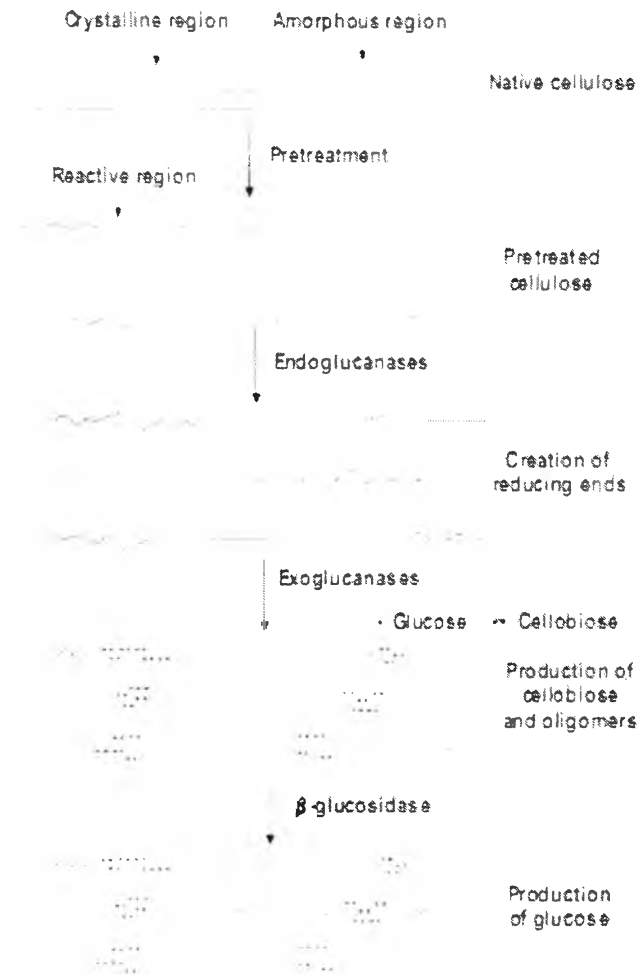 Crystalline region Amorphous region
Native cellulose
Pretreatment
Reactive region
Pretreated
cellulose
Endoglucanases
Creation of
reducing ends
Exoglucanases
Glucose Cellobiose
Production of
cellobiose
and oligomers
β-glucosidase
Production
of glucose